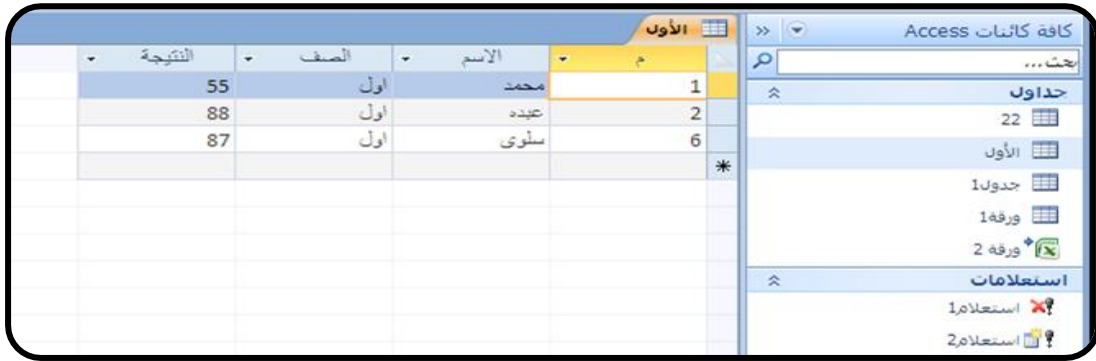 كافة كائنات Access
بحث...
جداول
22
الأول
جدول1
ورقة1
ورقة 2
استعلامات
استعلام1
استعلام2
الأول
م الاسم الصف النتيجة
1 محمد اول 55
2 عبده اول 88
6 سلوى اول 87